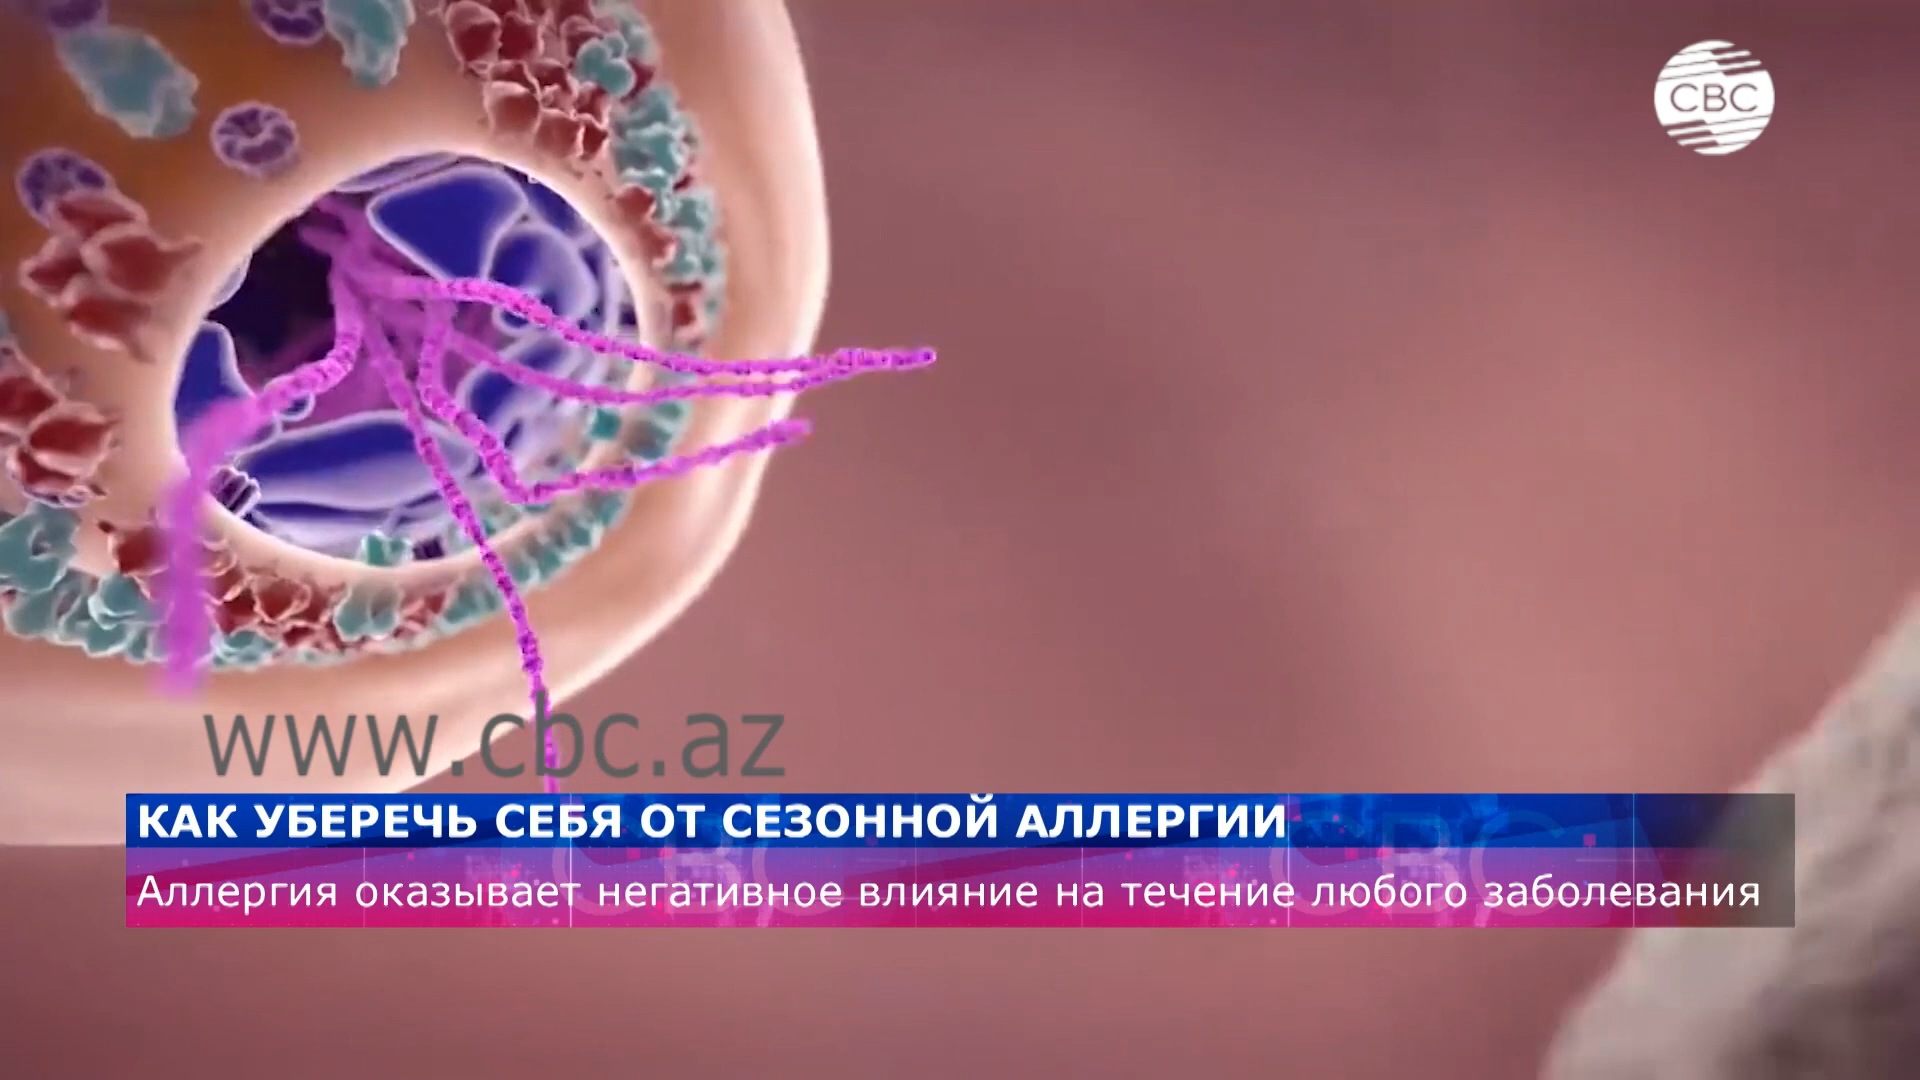 CBC
www.cbc.az
КАК УБЕРЕЧЬ СЕБЯ ОТ СЕЗОННОЙ АЛЛЕРГИИ
Аллергия оказывает негативное влияние на течение любого заболевания